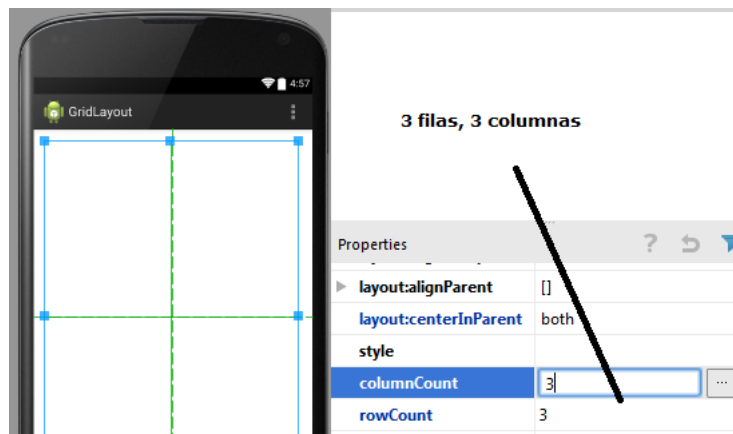 4:57
GridLayout
3 filas, 3 columnas
Properties
?
layout:alignParent []
layout:centerInParent both
style
columnCount 3 ...
rowCount 3